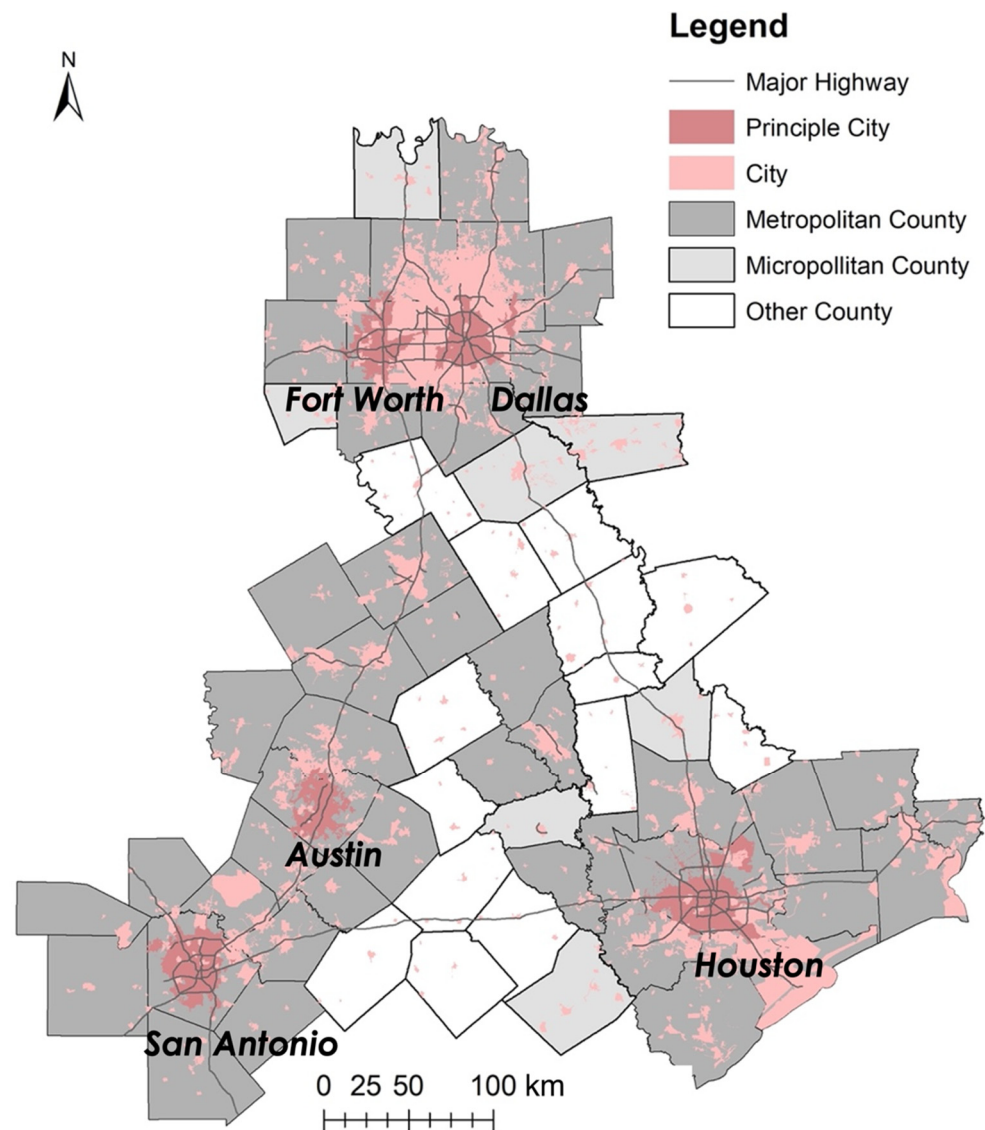 Legend
N
Major Highway
Principle City
City
Metropolitan County
Micropollitan County
Other County
Fort Worth
Dallas
Austin
Houston
San Antonio
0 25 50 100 km